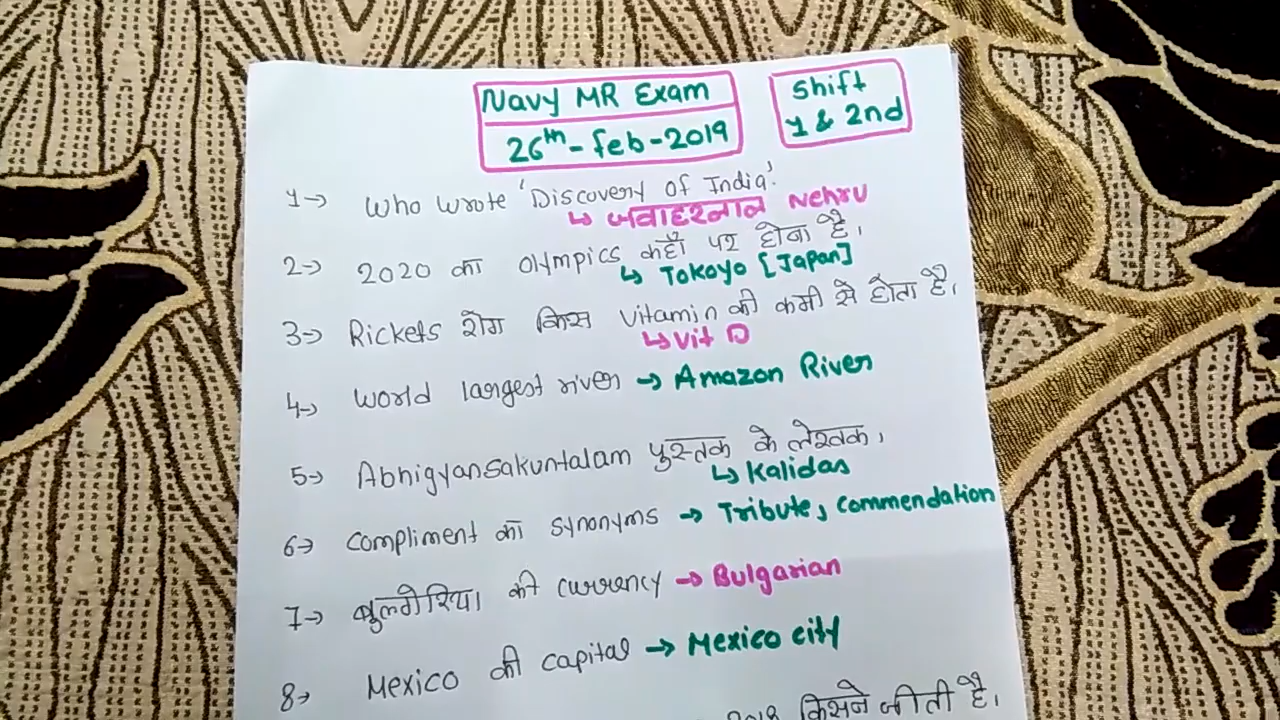 Navy MR Exam
26th-Feb-2019
Shift
1 & 2nd
1→ Who wrote 'Discovery of India'.
↳ जवाहरलाल Nehru
2→ 2020 का Olympics कहाँ पर होना है।
↳ Tokoyo [Japan]
3→ Rickets रोग किस Vitamin की कमी से होता है।
↳ Vit D
4→ World largest river → Amazon River
5→ Abhigyansakuntalam पुस्तक के लेखक।
↳ Kalidas
6→ Compliment का synonyms → Tribute, commendation
7→ बुल्गेरिया की currency → Bulgarian
8→ Mexico की capital → Mexico city
2018 किसने जीती है।